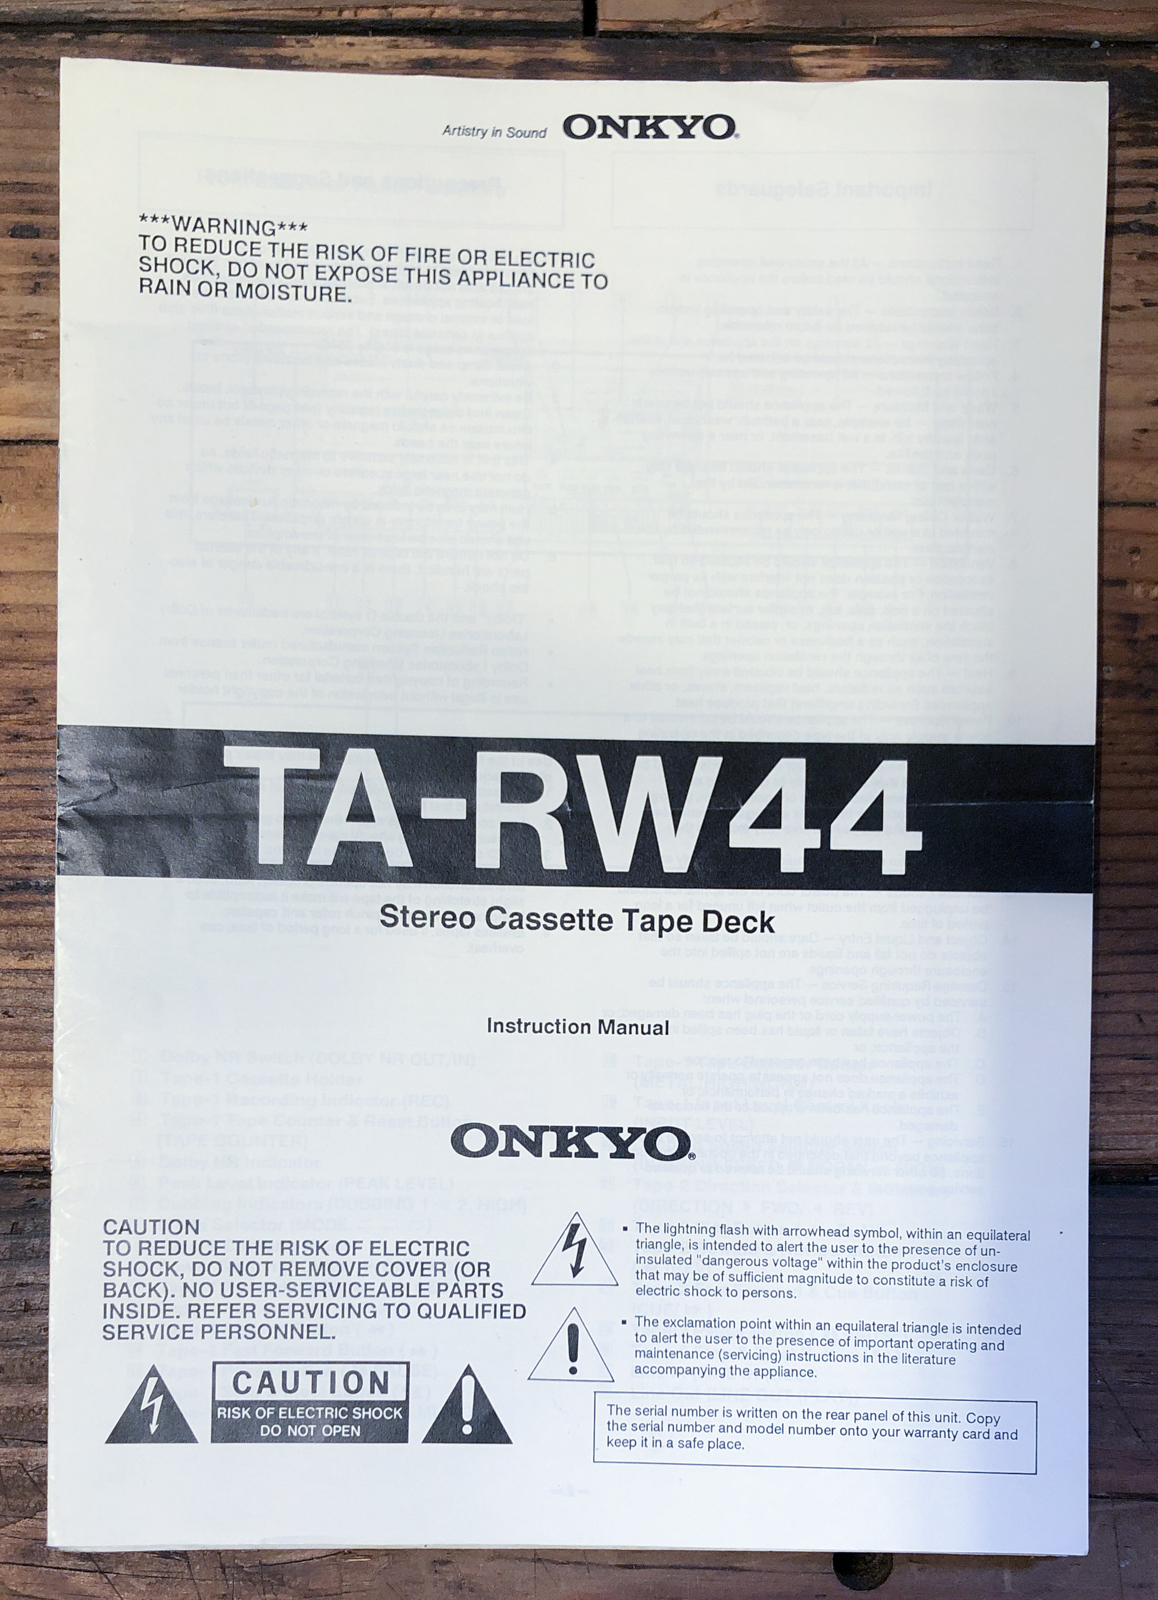 Artistry in Sound ONKYO®
***WARNING***
TO REDUCE THE RISK OF FIRE OR ELECTRIC
SHOCK, DO NOT EXPOSE THIS APPLIANCE TO
RAIN OR MOISTURE.
TA-RW44
Stereo Cassette Tape Deck
Instruction Manual
ONKYO®
CAUTION
TO REDUCE THE RISK OF ELECTRIC
SHOCK, DO NOT REMOVE COVER (OR
BACK). NO USER-SERVICEABLE PARTS
INSIDE. REFER SERVICING TO QUALIFIED
SERVICE PERSONNEL.
CAUTION
RISK OF ELECTRIC SHOCK
DO NOT OPEN
▪ The lightning flash with arrowhead symbol, within an equilateral
triangle, is intended to alert the user to the presence of un-
insulated "dangerous voltage" within the product's enclosure
that may be of sufficient magnitude to constitute a risk of
electric shock to persons.
▪ The exclamation point within an equilateral triangle is intended
to alert the user to the presence of important operating and
maintenance (servicing) instructions in the literature
accompanying the appliance.
The serial number is written on the rear panel of this unit. Copy
the serial number and model number onto your warranty card and
keep it in a safe place.